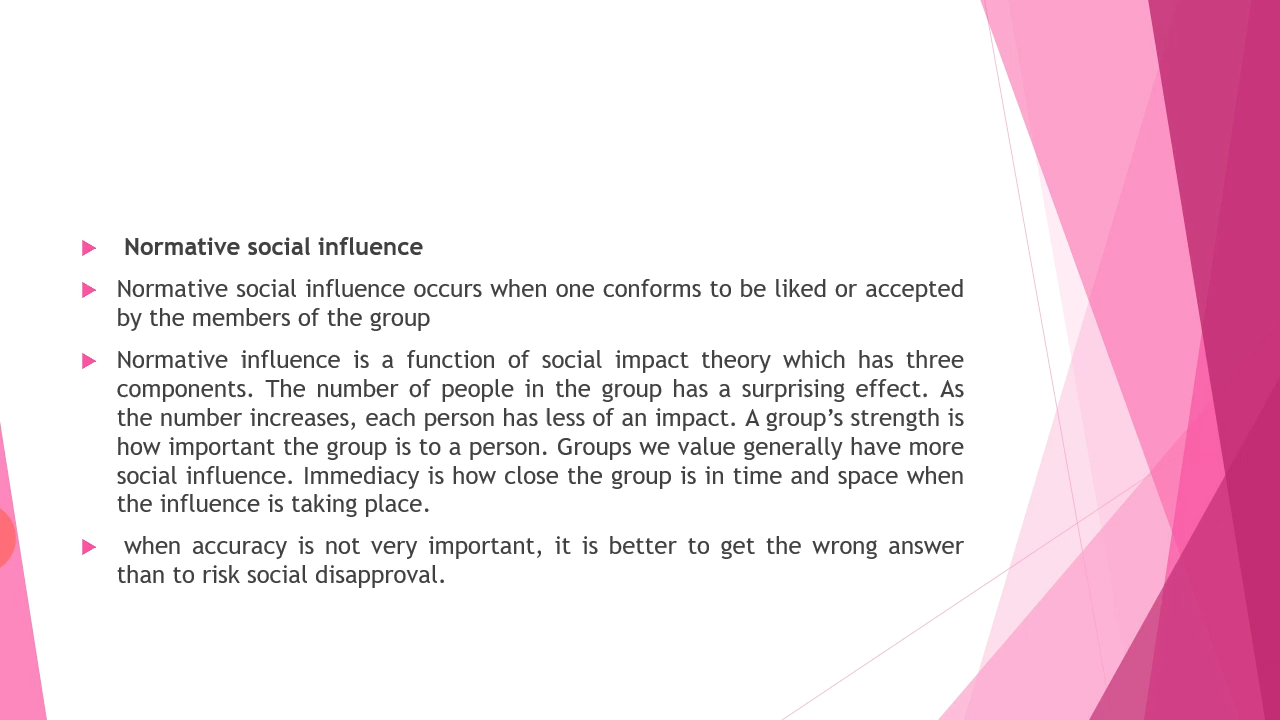 Normative social influence
Normative social influence occurs when one conforms to be liked or accepted
by the members of the group
Normative influence is a function of social impact theory which has three
components. The number of people in the group has a surprising effect. As
the number increases, each person has less of an impact. A group’s strength is
how important the group is to a person. Groups we value generally have more
social influence. Immediacy is how close the group is in time and space when
the influence is taking place.
when accuracy is not very important, it is better to get the wrong answer
than to risk social disapproval.